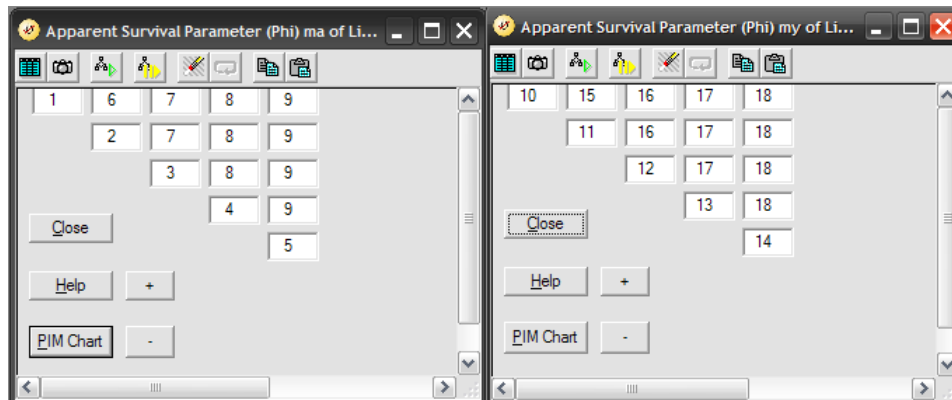 Apparent Survival Parameter (Phi) ma of Li...
1 6 7 8 9
2 7 8 9
3 8 9
4 9
5
Close
Help +
PIM Chart -
Apparent Survival Parameter (Phi) my of Li...
10 15 16 17 18
11 16 17 18
12 17 18
13 18
14
Close
Help +
PIM Chart -